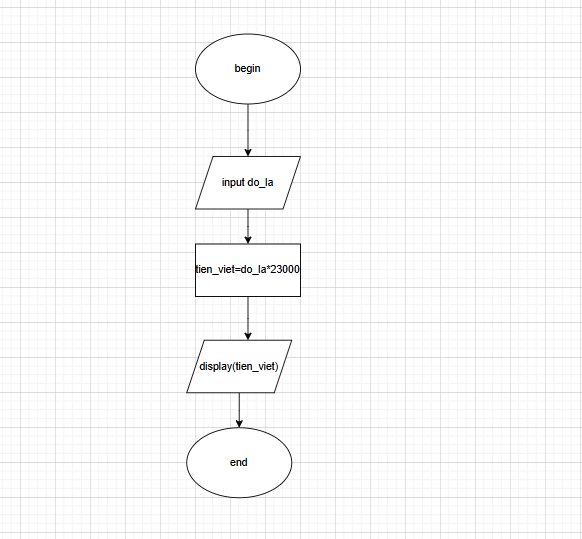 begin
input do_la
tien_viet=do_la*23000
display(tien_viet)
end